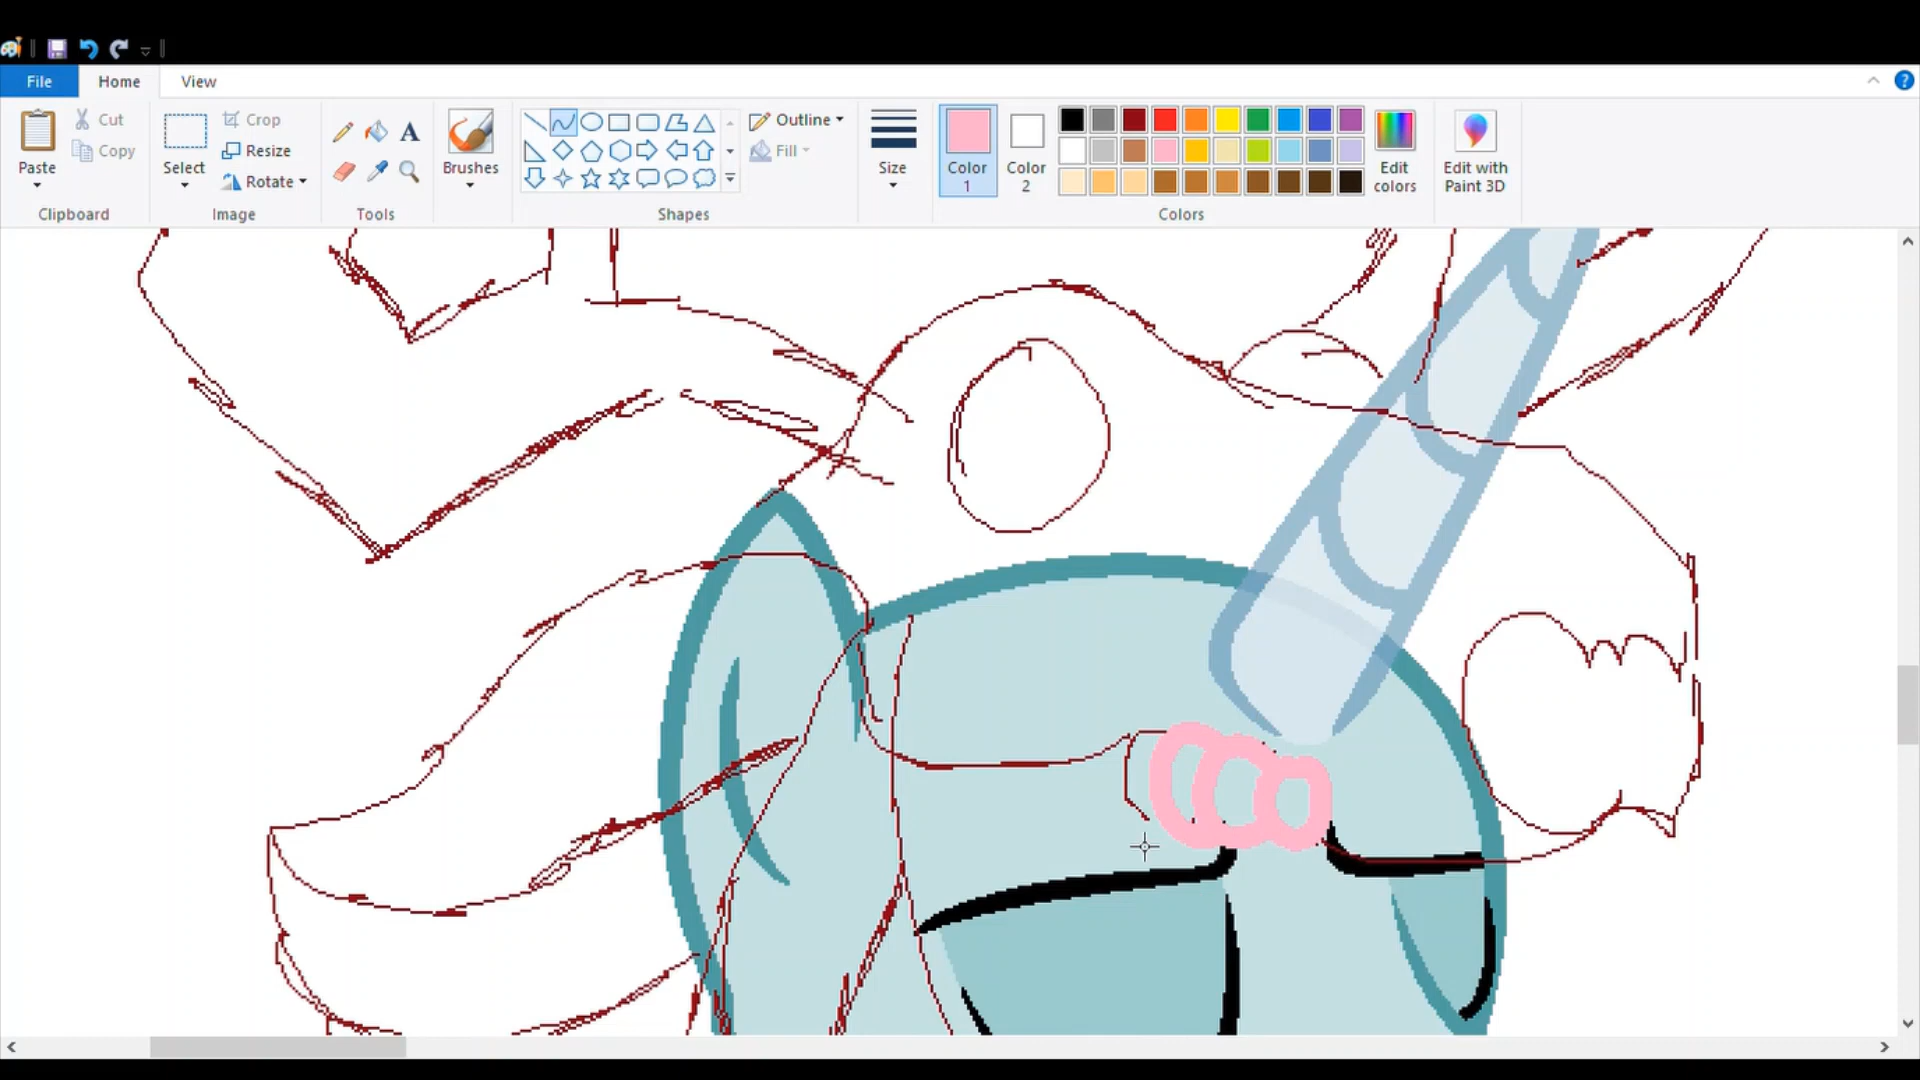 File Home View
Paste
Cut
Copy
Clipboard
Select
Crop
Resize
Rotate
Image
A
Tools
Brushes
Outline
Fill
Shapes
Size
Color
1
Color
2
Edit
colors
Colors
Edit with
Paint 3D
?